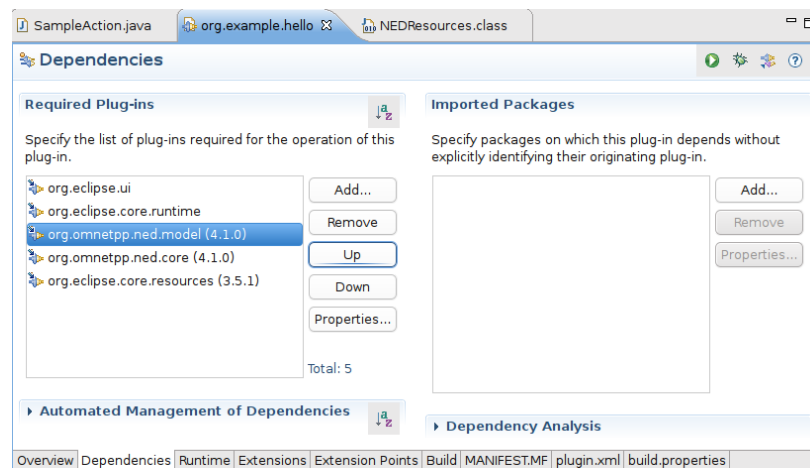 SampleAction.java org.example.hello NEDResources.class
Dependencies
Required Plug-ins
Specify the list of plug-ins required for the operation of this
plug-in.
org.eclipse.ui
org.eclipse.core.runtime
org.omnetpp.ned.model (4.1.0)
org.omnetpp.ned.core (4.1.0)
org.eclipse.core.resources (3.5.1)
Add...
Remove
Up
Down
Properties...
Total: 5
Automated Management of Dependencies
Imported Packages
Specify packages on which this plug-in depends without
explicitly identifying their originating plug-in.
Add...
Remove
Properties...
Dependency Analysis
Overview Dependencies Runtime Extensions Extension Points Build MANIFEST.MF plugin.xml build.properties